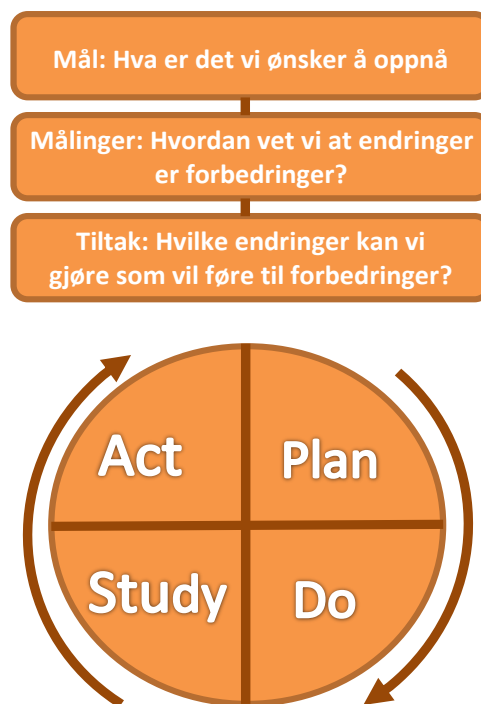 Mål: Hva er det vi ønsker å oppnå
Målinger: Hvordan vet vi at endringer
er forbedringer?
Tiltak: Hvilke endringer kan vi
gjøre som vil føre til forbedringer?
Act
Plan
Study
Do